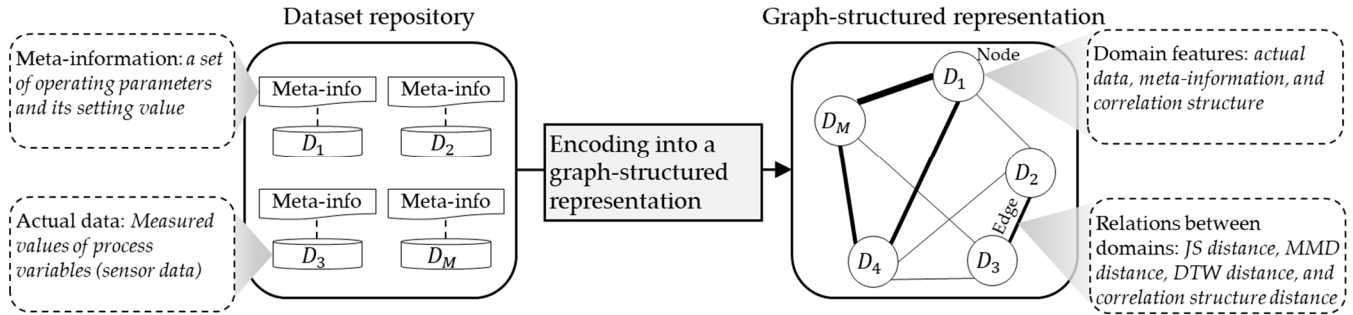 Dataset repository
Graph-structured representation
Meta-information: a set
of operating parameters
and its setting value
Actual data: Measured
values of process
variables (sensor data)
Meta-info
Meta-info
D1
D2
Meta-info
Meta-info
D3
DM
Encoding into a
graph-structured
representation
Node
D1
DM
D2
Edge
D4
D3
Domain features: actual
data, meta-information, and
correlation structure
Relations between
domains: JS distance, MMD
distance, DTW distance, and
correlation structure distance